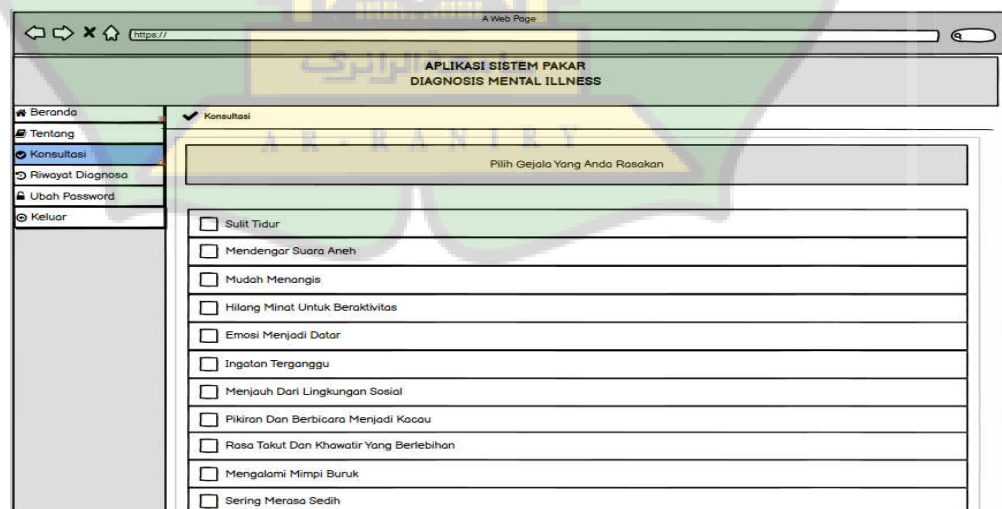 A Web Page
https://
APLIKASI SISTEM PAKAR
DIAGNOSIS MENTAL ILLNESS
Beranda
Tentang
Konsultasi
Riwayat Diagnosa
Ubah Password
Keluar
Konsultasi
Pilih Gejala Yang Anda Rasakan
Sulit Tidur
Mendengar Suara Aneh
Mudah Menangis
Hilang Minat Untuk Beraktivitas
Emosi Menjadi Datar
Ingatan Terganggu
Menjauh Dari Lingkungan Sosial
Pikiran Dan Berbicara Menjadi Kacau
Rasa Takut Dan Khawatir Yang Berlebihan
Mengalami Mimpi Buruk
Sering Merasa Sedih
جامعة الرانري
AR-RANIRY